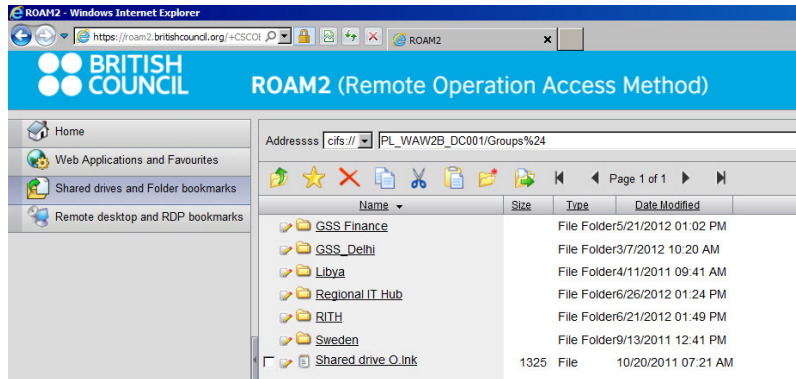 ROAM2 - Windows Internet Explorer
https://roam2.britishcouncil.org/+CSCOE
ROAM2
BRITISH
COUNCIL
ROAM2 (Remote Operation Access Method)
Home
Web Applications and Favourites
Shared drives and Folder bookmarks
Remote desktop and RDP bookmarks
Addressss cifs:// PL_WAW2B_DC001/Groups%24
Page 1 of 1
Name Size Type Date Modified
GSS Finance File Folder 5/21/2012 01:02 PM
GSS_Delhi File Folder 3/7/2012 10:20 AM
Libya File Folder 4/11/2011 09:41 AM
Regional IT Hub File Folder 6/26/2012 01:24 PM
RITH File Folder 6/21/2012 01:49 PM
Sweden File Folder 9/13/2011 12:41 PM
Shared drive O.lnk 1325 File 10/20/2011 07:21 AM